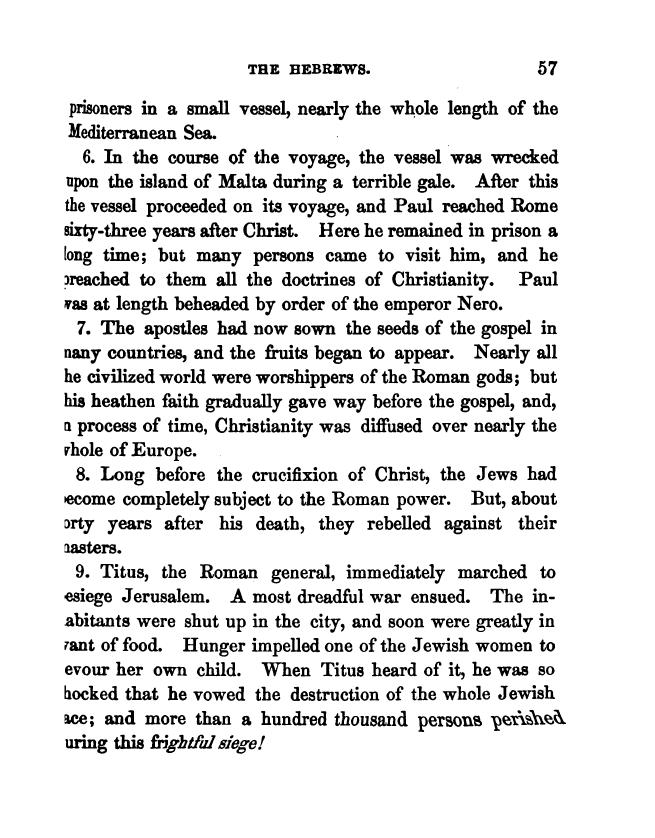 THE HEBREWS. 57
prisoners in a small vessel, nearly the whole length of the
Mediterranean Sea.
6. In the course of the voyage, the vessel was wrecked
upon the island of Malta during a terrible gale. After this
the vessel proceeded on its voyage, and Paul reached Rome
sixty-three years after Christ. Here he remained in prison a
long time; but many persons came to visit him, and he
preached to them all the doctrines of Christianity. Paul
was at length beheaded by order of the emperor Nero.
7. The apostles had now sown the seeds of the gospel in
many countries, and the fruits began to appear. Nearly all
he civilized world were worshippers of the Roman gods; but
his heathen faith gradually gave way before the gospel, and,
n process of time, Christianity was diffused over nearly the
whole of Europe.
8. Long before the crucifixion of Christ, the Jews had
ecome completely subject to the Roman power. But, about
orty years after his death, they rebelled against their
masters.
9. Titus, the Roman general, immediately marched to
esiege Jerusalem. A most dreadful war ensued. The in-
abitants were shut up in the city, and soon were greatly in
want of food. Hunger impelled one of the Jewish women to
evour her own child. When Titus heard of it, he was so
hocked that he vowed the destruction of the whole Jewish
ace; and more than a hundred thousand persons perished
uring this frightful siege!